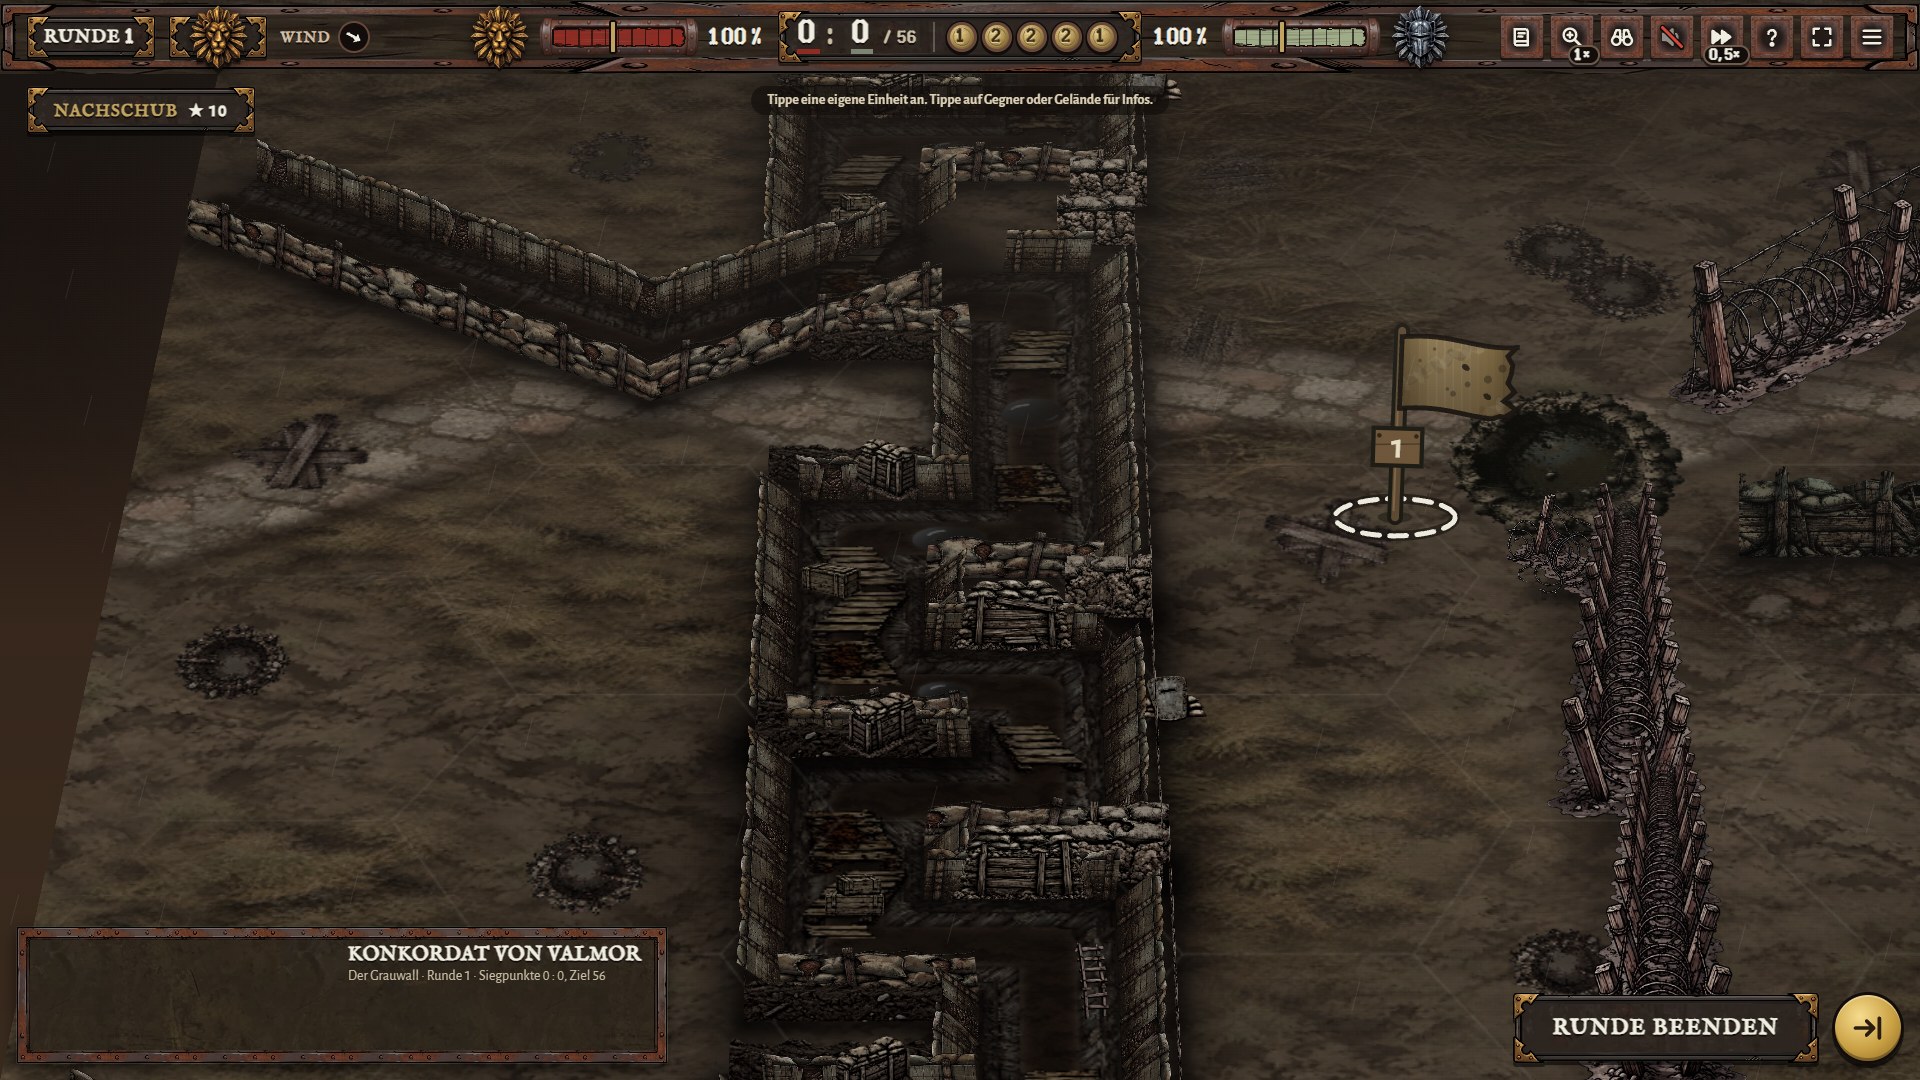 RUNDE 1
WIND
100%
0 : 0 / 56
1 2 2 2 1
100%
1×
0,5×
?
NACHSCHUB ★ 10
Tippe eine eigene Einheit an. Tippe auf Gegner oder Gelände für Infos.
1
KONKORDAT VON VALMOR
Der Grauwall · Runde 1 · Siegpunkte 0 : 0, Ziel 56
RUNDE BEENDEN